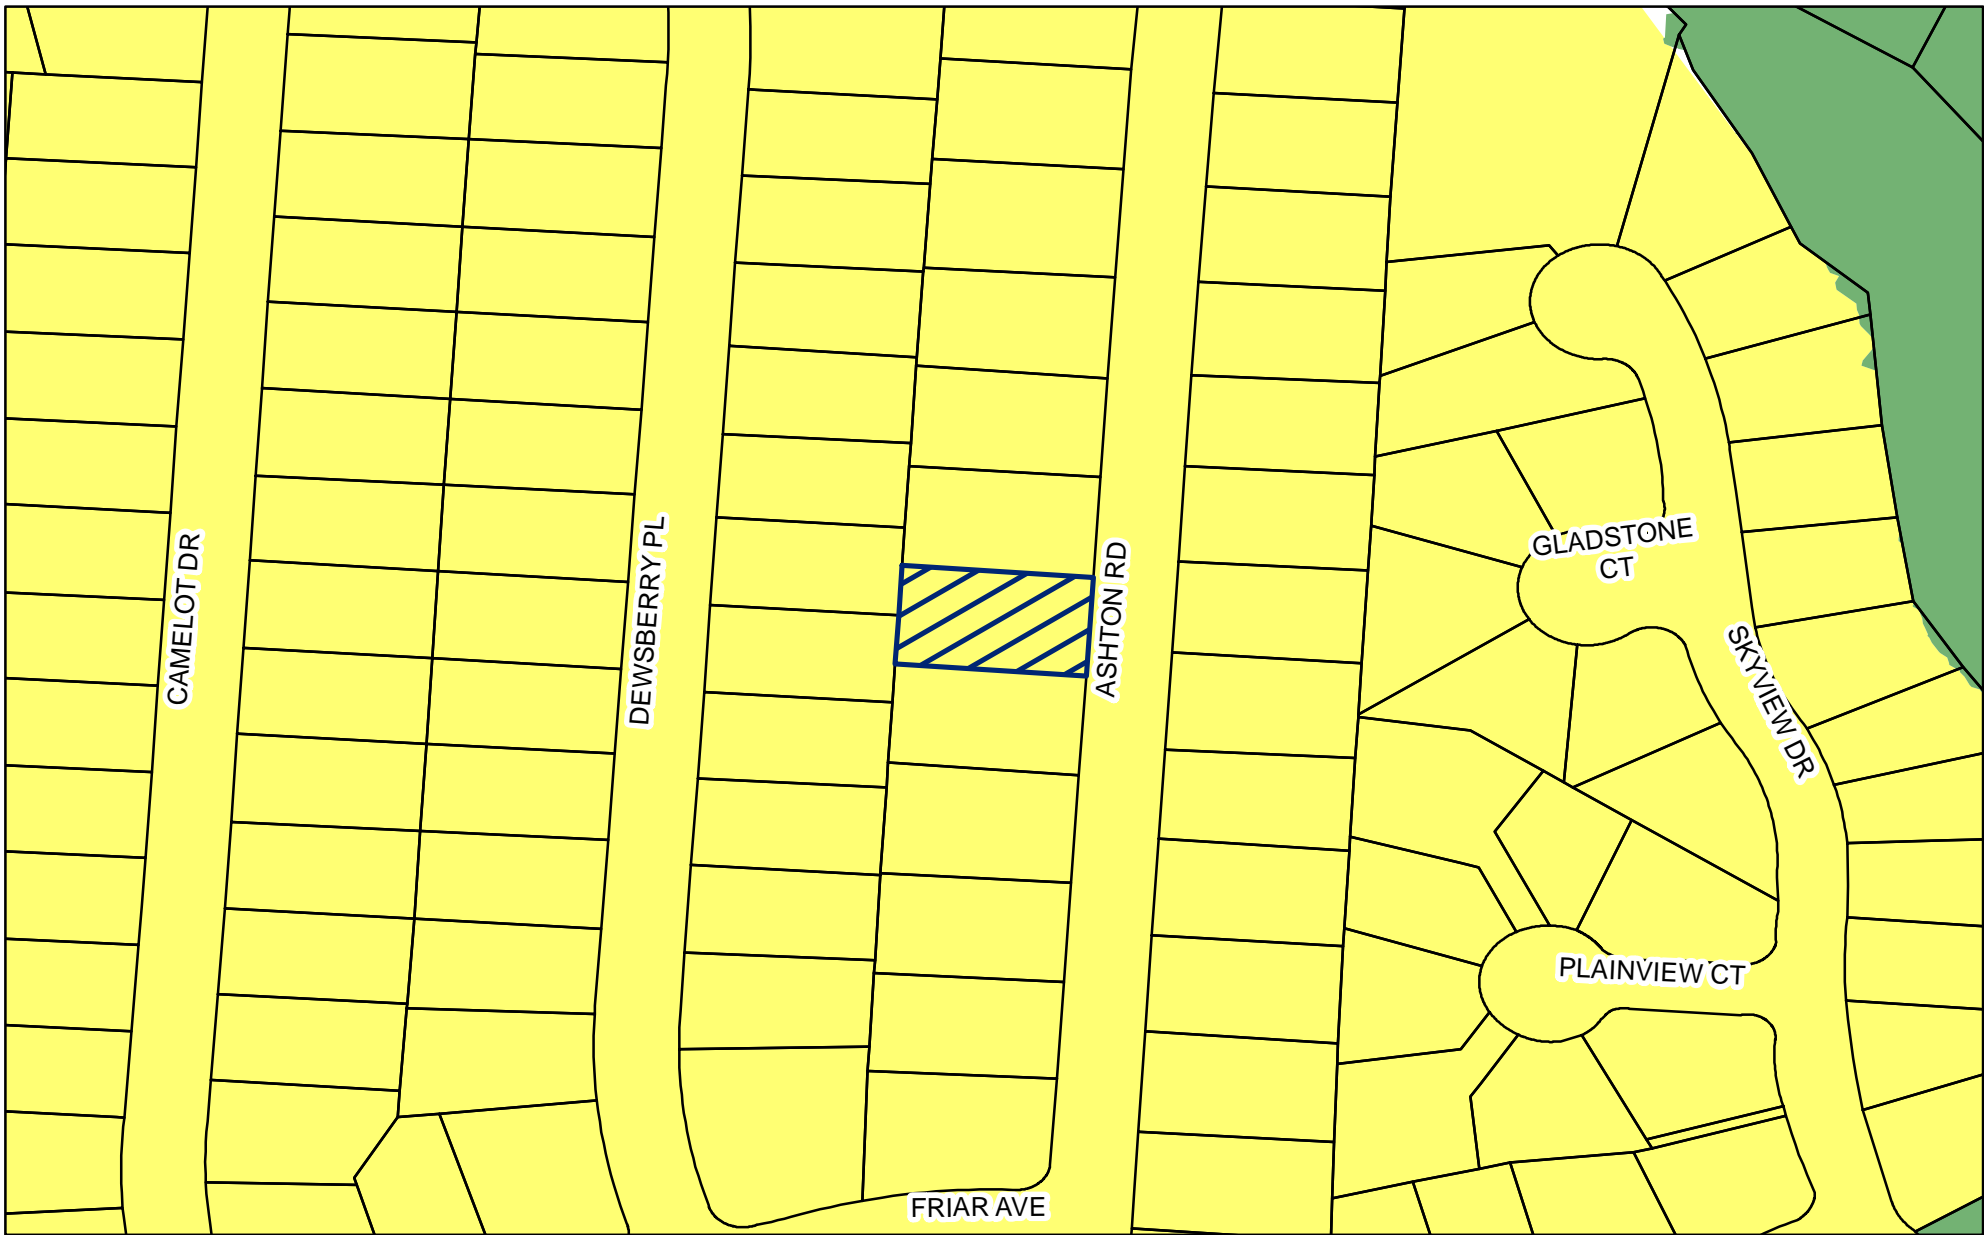 CAMELOT DR
DEWSBERRY PL
ASHTON RD
GLADSTONE
CT
SKYVIEW DR
PLAINVIEW CT
FRIAR AVE